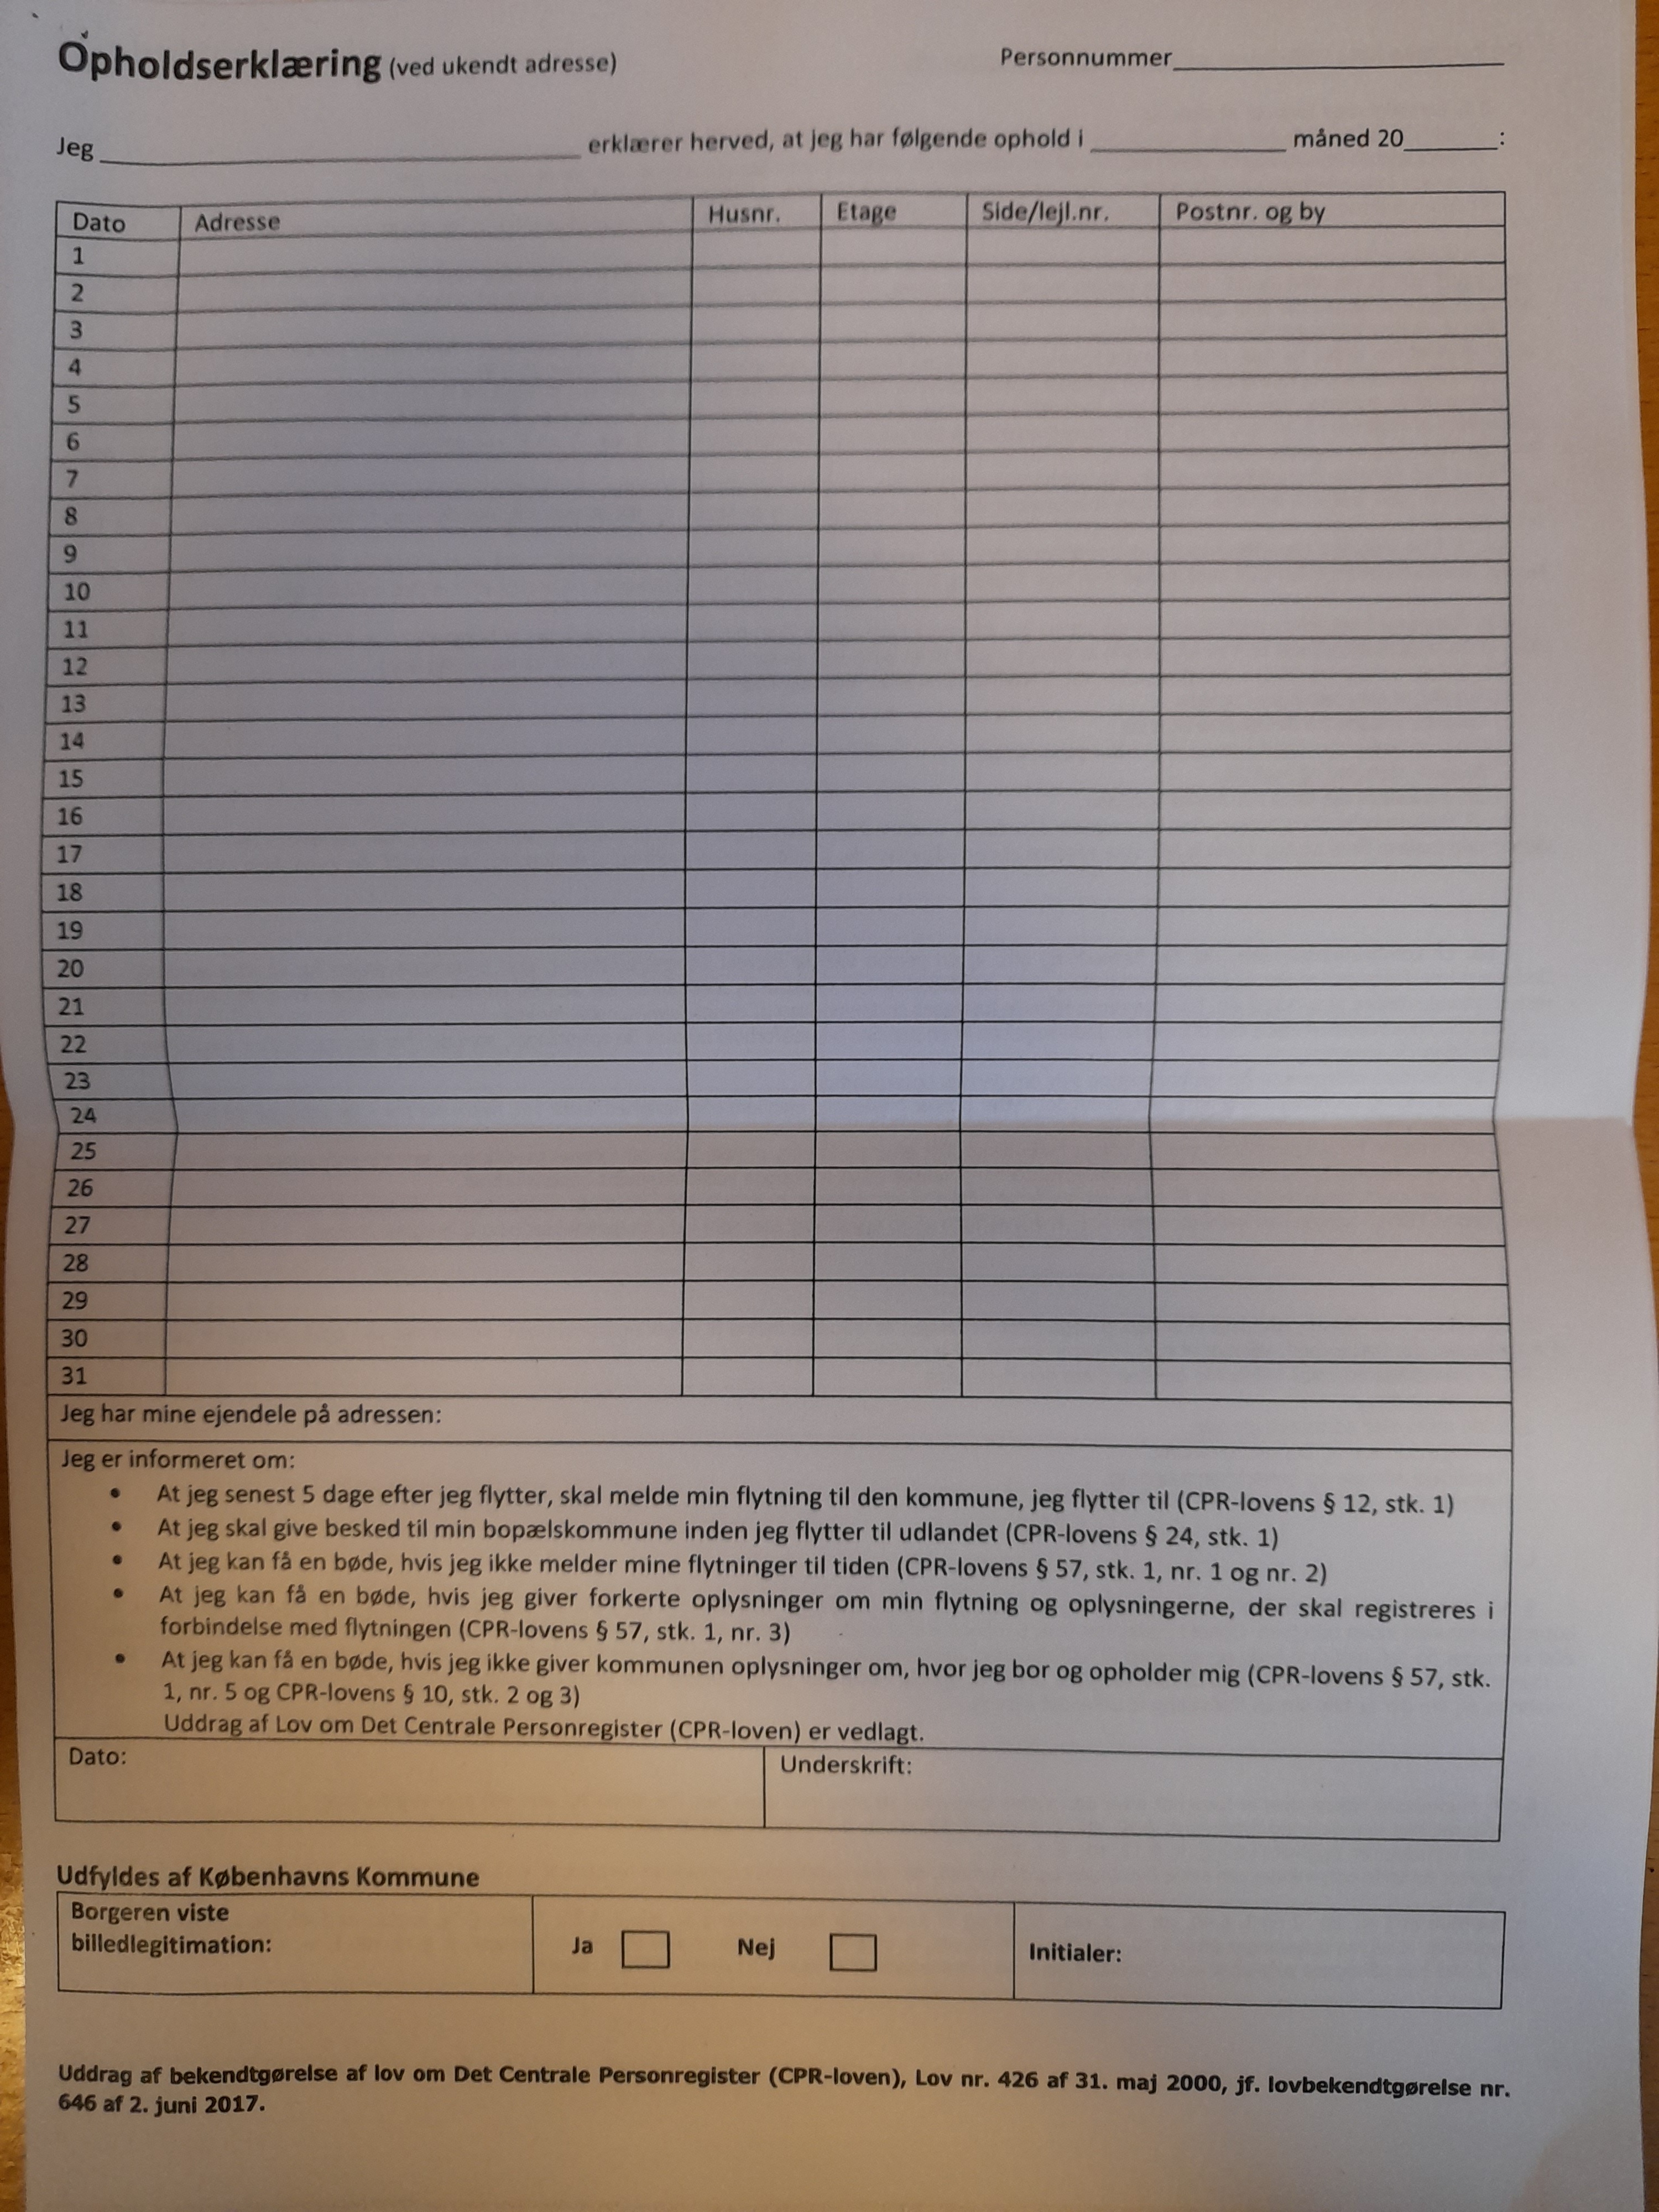 Opholdserklæring (ved ukendt adresse) Personnummer
Jeg erklærer herved, at jeg har følgende ophold i måned 20 :
Dato Adresse Husnr. Etage Side/lejl.nr. Postnr. og by
1
2
3
4
5
6
7
8
9
10
11
12
13
14
15
16
17
18
19
20
21
22
23
24
25
26
27
28
29
30
31
Jeg har mine ejendele på adressen:
Jeg er informeret om:
• At jeg senest 5 dage efter jeg flytter, skal melde min flytning til den kommune, jeg flytter til (CPR-lovens § 12, stk. 1)
• At jeg skal give besked til min bopælskommune inden jeg flytter til udlandet (CPR-lovens § 24, stk. 1)
• At jeg kan få en bøde, hvis jeg ikke melder mine flytninger til tiden (CPR-lovens § 57, stk. 1, nr. 1 og nr. 2)
• At jeg kan få en bøde, hvis jeg giver forkerte oplysninger om min flytning og oplysningerne, der skal registreres i
forbindelse med flytningen (CPR-lovens § 57, stk. 1, nr. 3)
• At jeg kan få en bøde, hvis jeg ikke giver kommunen oplysninger om, hvor jeg bor og opholder mig (CPR-lovens § 57, stk.
1, nr. 5 og CPR-lovens § 10, stk. 2 og 3)
Uddrag af Lov om Det Centrale Personregister (CPR-loven) er vedlagt.
Dato: Underskrift:
Udfyldes af Københavns Kommune
Borgeren viste
billedlegitimation: Ja Nej Initialer:
Uddrag af bekendtgørelse af lov om Det Centrale Personregister (CPR-loven), Lov nr. 426 af 31. maj 2000, jf. lovbekendtgørelse nr.
646 af 2. juni 2017.